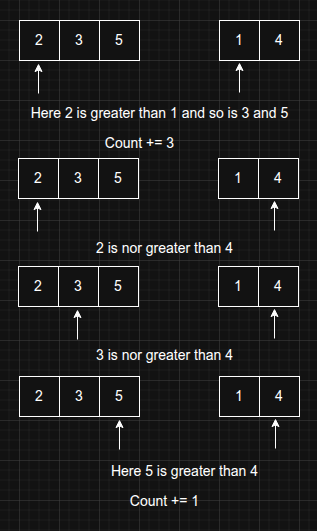 2 3 5 1 4
Here 2 is greater than 1 and so is 3 and 5
Count += 3
2 3 5 1 4
2 is nor greater than 4
2 3 5 1 4
3 is nor greater than 4
2 3 5 1 4
Here 5 is greater than 4
Count += 1